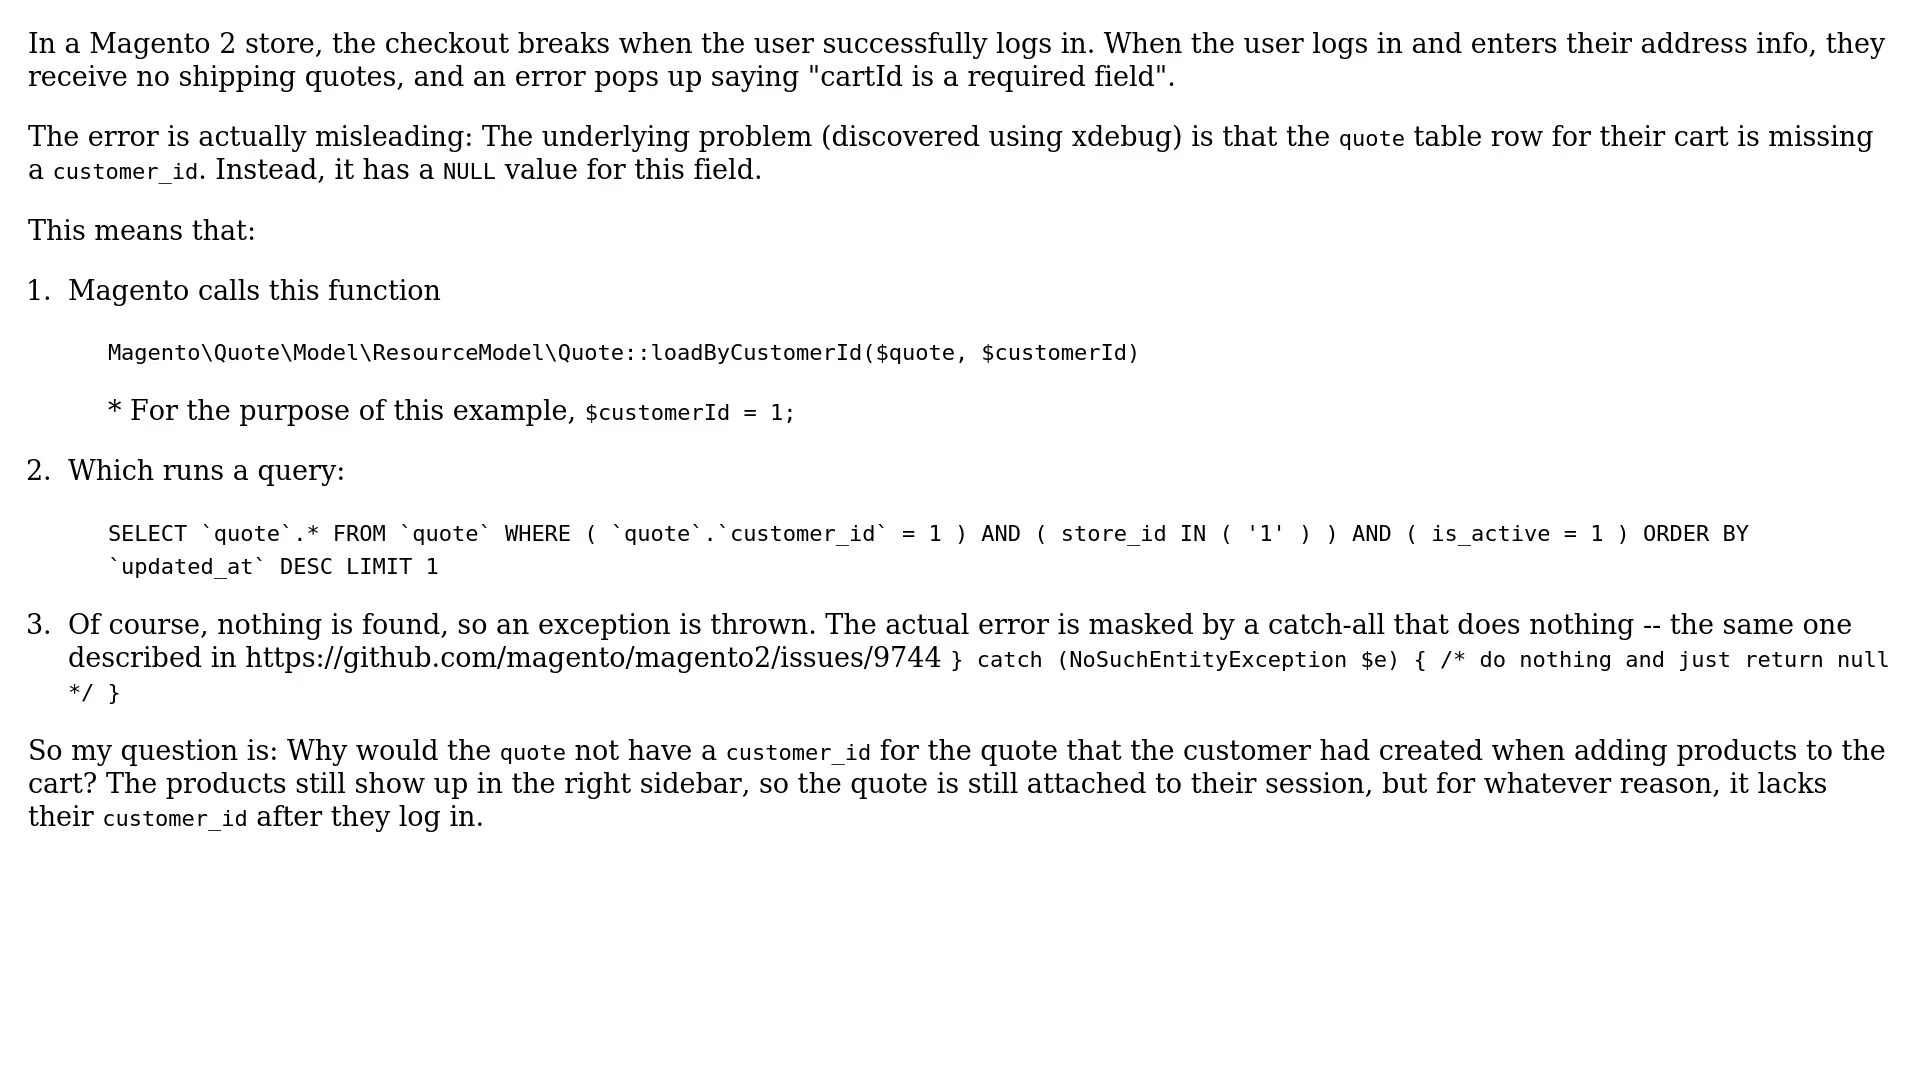 In a Magento 2 store, the checkout breaks when the user successfully logs in. When the user logs in and enters their address info, they
receive no shipping quotes, and an error pops up saying "cartId is a required field".
The error is actually misleading: The underlying problem (discovered using xdebug) is that the quote table row for their cart is missing
a customer_id. Instead, it has a NULL value for this field.
This means that:
1. Magento calls this function
Magento\Quote\Model\ResourceModel\Quote::loadByCustomerId($quote, $customerId)
* For the purpose of this example, $customerId = 1;
2. Which runs a query:
SELECT `quote`.* FROM `quote` WHERE ( `quote`.`customer_id` = 1 ) AND ( store_id IN ( '1' ) ) AND ( is_active = 1 ) ORDER BY
`updated_at` DESC LIMIT 1
3. Of course, nothing is found, so an exception is thrown. The actual error is masked by a catch-all that does nothing -- the same one
described in https://github.com/magento/magento2/issues/9744 } catch (NoSuchEntityException $e) { /* do nothing and just return null
*/ }
So my question is: Why would the quote not have a customer_id for the quote that the customer had created when adding products to the
cart? The products still show up in the right sidebar, so the quote is still attached to their session, but for whatever reason, it lacks
their customer_id after they log in.